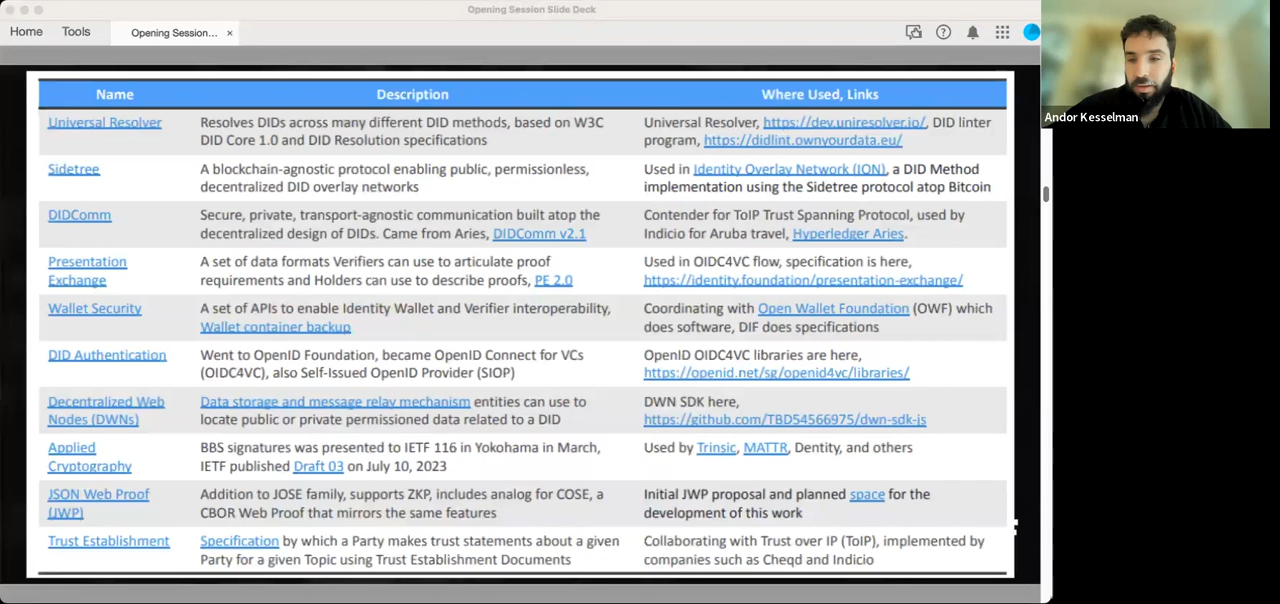 Opening Session Slide Deck
Home Tools Opening Session... ×
Andor Kesselman
Name Description Where Used, Links
Universal Resolver
Resolves DIDs across many different DID methods, based on W3C
DID Core 1.0 and DID Resolution specifications
Universal Resolver, https://dev.uniresolver.io/, DID linter
program, https://didlint.ownyourdata.eu/
Sidetree
A blockchain-agnostic protocol enabling public, permissionless,
decentralized DID overlay networks
Used in Identity Overlay Network (ION), a DID Method
implementation using the Sidetree protocol atop Bitcoin
DIDComm
Secure, private, transport-agnostic communication built atop the
decentralized design of DIDs. Came from Aries, DIDComm v2.1
Contender for ToIP Trust Spanning Protocol, used by
Indicio for Aruba travel, Hyperledger Aries.
Presentation
Exchange
A set of data formats Verifiers can use to articulate proof
requirements and Holders can use to describe proofs, PE 2.0
Used in OIDC4VC flow, specification is here,
https://identity.foundation/presentation-exchange/
Wallet Security
A set of APIs to enable Identity Wallet and Verifier interoperability,
Wallet container backup
Coordinating with Open Wallet Foundation (OWF) which
does software, DIF does specifications
DID Authentication
Went to OpenID Foundation, became OpenID Connect for VCs
(OIDC4VC), also Self-Issued OpenID Provider (SIOP)
OpenID OIDC4VC libraries are here,
https://openid.net/sg/openid4vc/libraries/
Decentralized Web
Nodes (DWNs)
Data storage and message relay mechanism entities can use to
locate public or private permissioned data related to a DID
DWN SDK here,
https://github.com/TBD54566975/dwn-sdk-js
Applied
Cryptography
BBS signatures was presented to IETF 116 in Yokohama in March,
IETF published Draft 03 on July 10, 2023
Used by Trinsic, MATTR, Dentity, and others
JSON Web Proof
(JWP)
Addition to JOSE family, supports ZKP, includes analog for COSE, a
CBOR Web Proof that mirrors the same features
Initial JWP proposal and planned space for the
development of this work
Trust Establishment
Specification by which a Party makes trust statements about a given
Party for a given Topic using Trust Establishment Documents
Collaborating with Trust over IP (ToIP), implemented by
companies such as Cheqd and Indicio